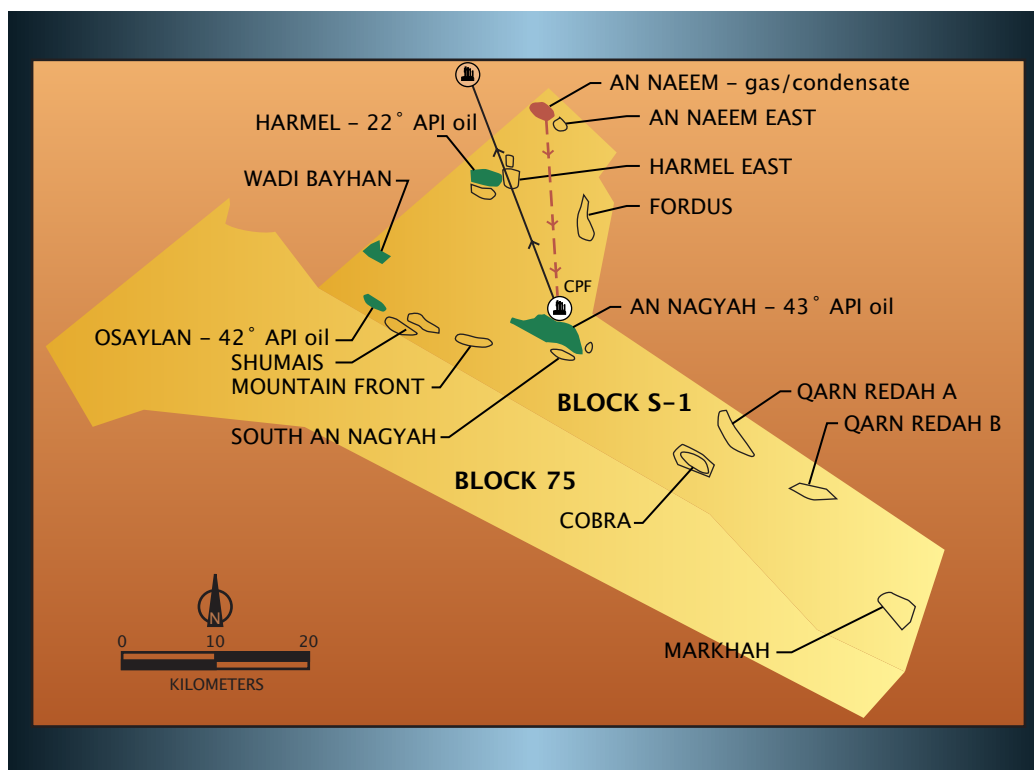 AN NAEEM – gas/condensate
AN NAEEM EAST
HARMEL – 22° API oil
HARMEL EAST
WADI BAYHAN
FORDUS
CPF
AN NAGYAH – 43° API oil
OSAYLAN – 42° API oil
SHUMAIS
MOUNTAIN FRONT
QARN REDAH A
BLOCK S–1
QARN REDAH B
SOUTH AN NAGYAH
BLOCK 75
COBRA
N
0 10 20
MARKHAH
KILOMETERS